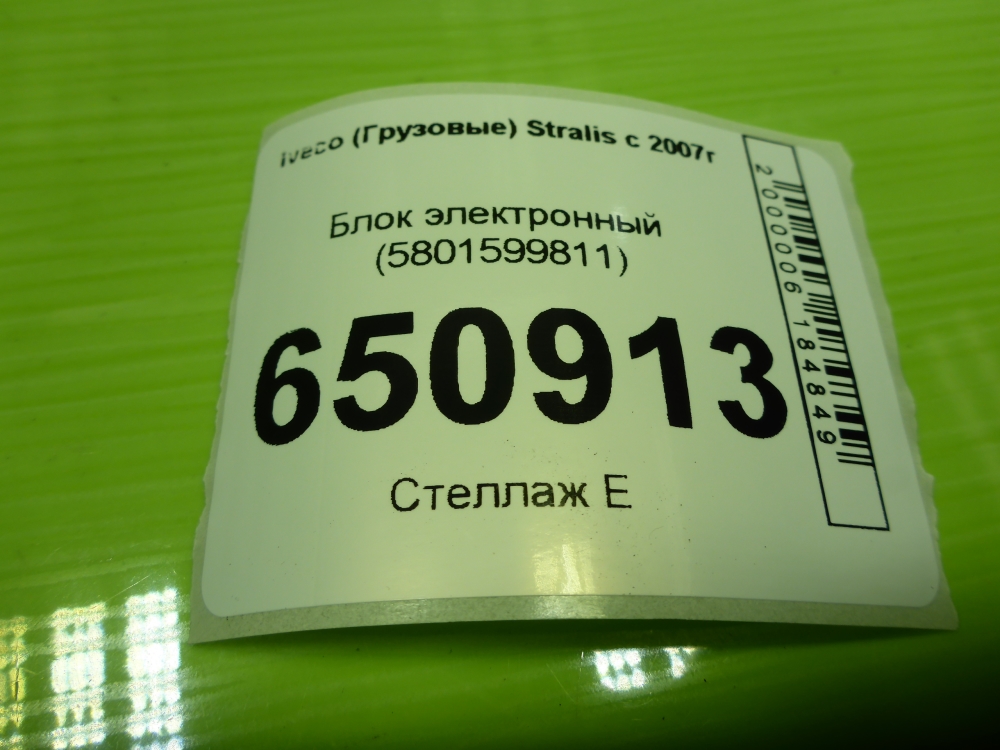 Iveco (Грузовые) Stralis с 2007г
Блок электронный
(5801599811)
650913
Стеллаж Е
2000006184849